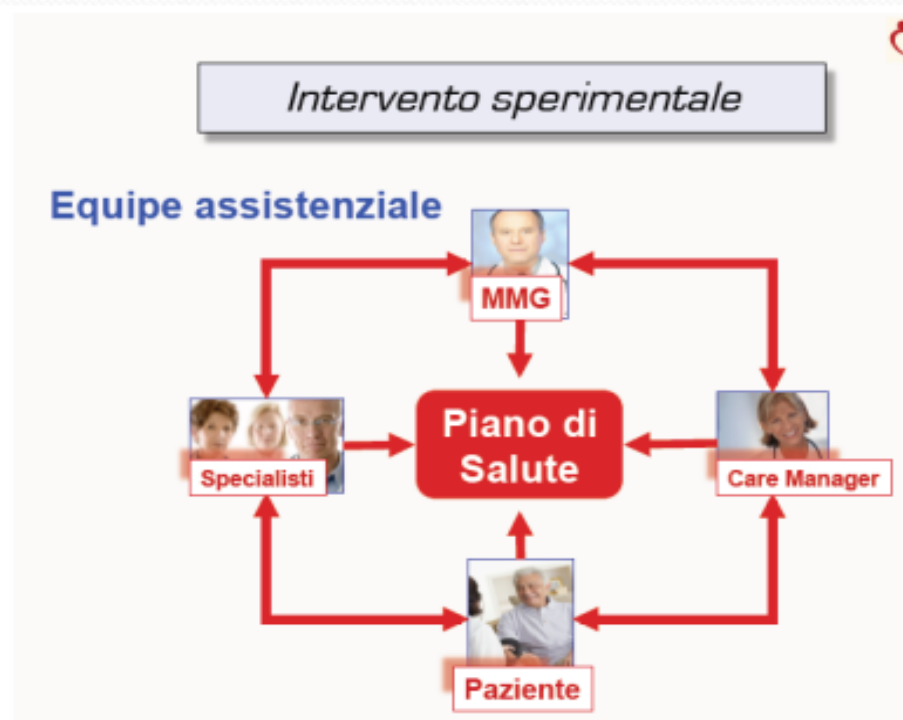 Intervento sperimentale
Equipe assistenziale
MMG
Piano di
Salute
Specialisti
Care Manager
Paziente